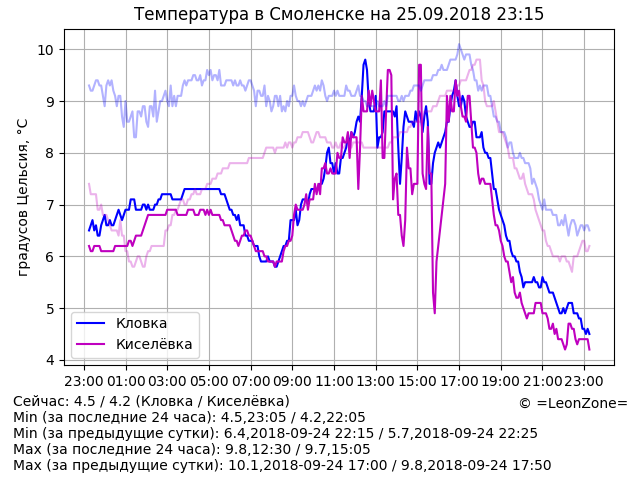 Температура в Смоленске на 25.09.2018 23:15
градусов Цельсия, °C
10
9
8
7
6
5
4
Кловка
Киселёвка
23:00 01:00 03:00 05:00 07:00 09:00 11:00 13:00 15:00 17:00 19:00 21:00 23:00
Сейчас: 4.5 / 4.2 (Кловка / Киселёвка)
© =LeonZone=
Min (за последние 24 часа): 4.5,23:05 / 4.2,22:05
Min (за предыдущие сутки): 6.4,2018-09-24 22:15 / 5.7,2018-09-24 22:25
Max (за последние 24 часа): 9.8,12:30 / 9.7,15:05
Max (за предыдущие сутки): 10.1,2018-09-24 17:00 / 9.8,2018-09-24 17:50